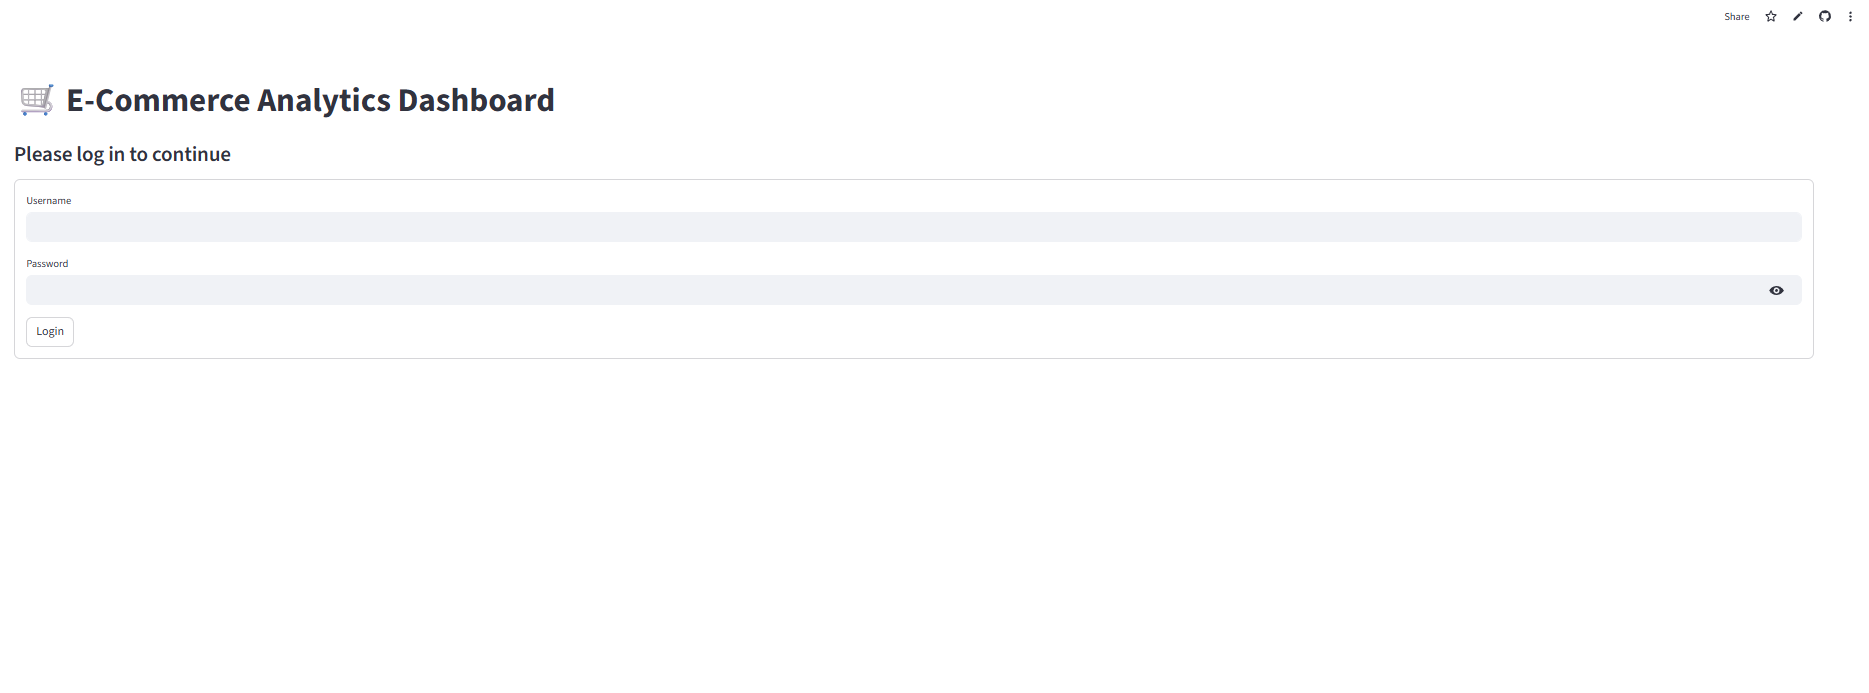 Share
E-Commerce Analytics Dashboard
Please log in to continue
Username
Password
Login